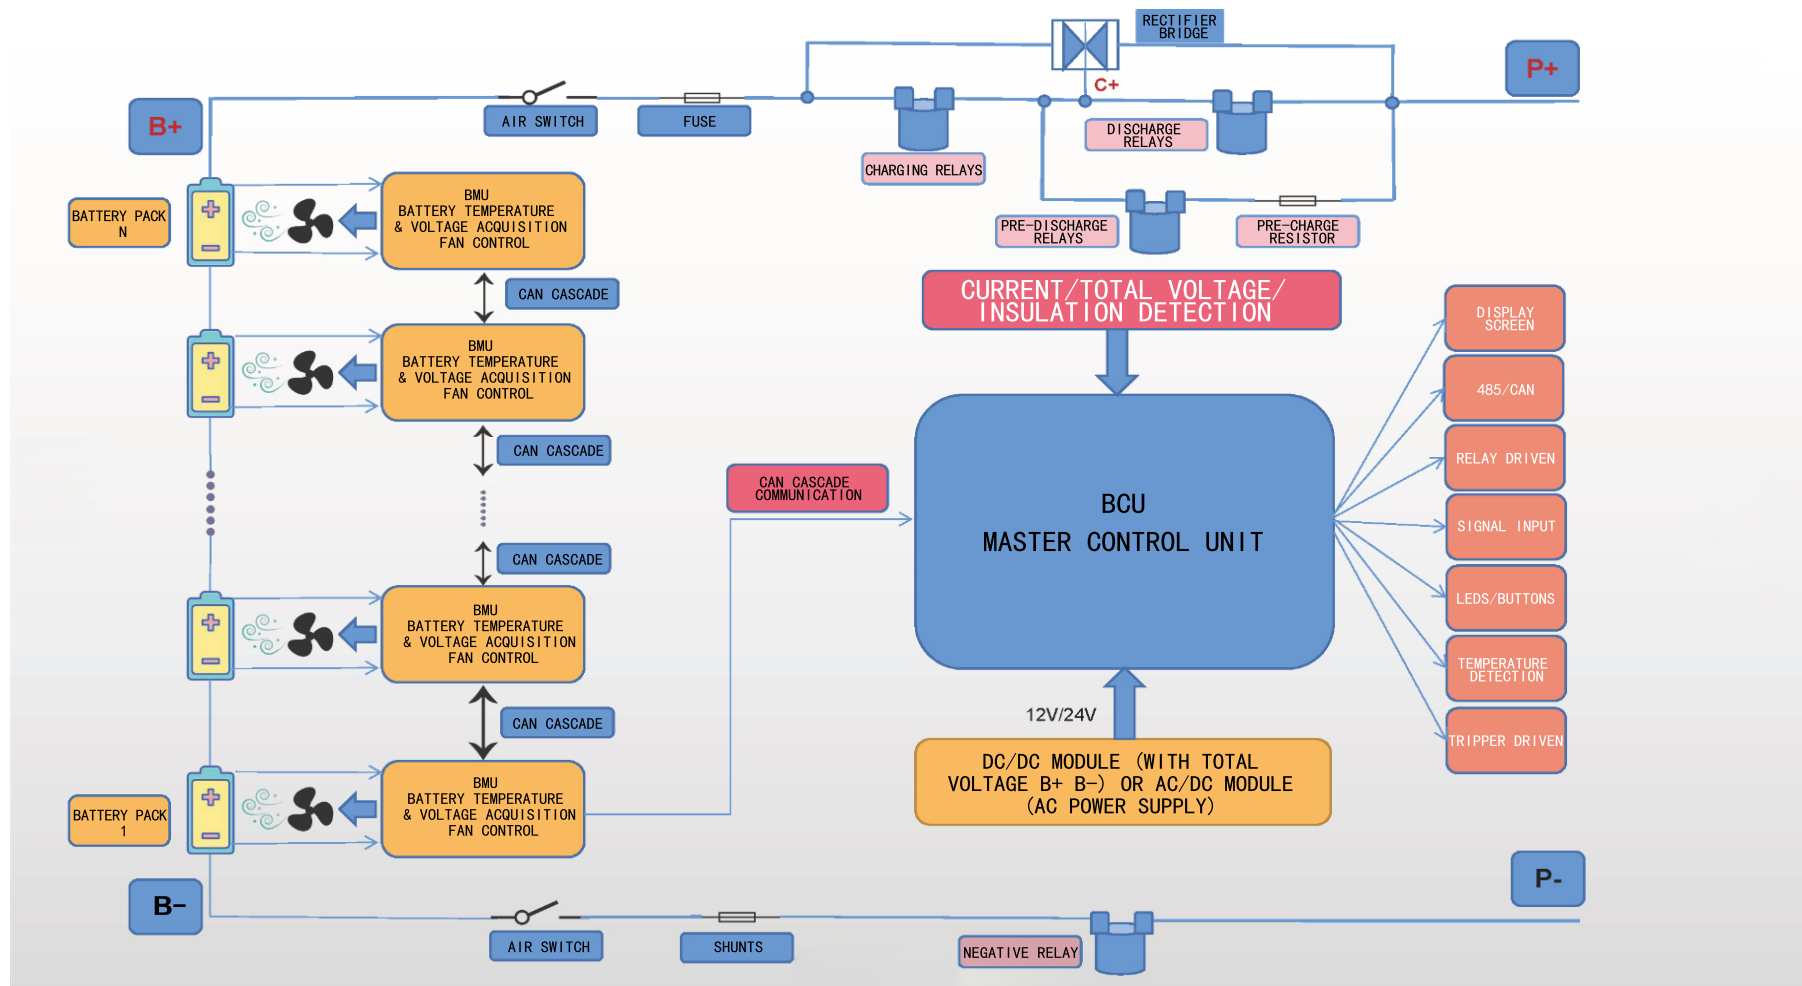 RECTIFIER
BRIDGE
P+
C+
B+
AIR SWITCH
FUSE
DISCHARGE
RELAYS
CHARGING RELAYS
BATTERY PACK
N
BMU
BATTERY TEMPERATURE
& VOLTAGE ACQUISITION
FAN CONTROL
PRE-DISCHARGE
RELAYS
PRE-CHARGE
RESISTOR
CAN CASCADE
CURRENT/TOTAL VOLTAGE/
INSULATION DETECTION
DISPLAY
SCREEN
BMU
BATTERY TEMPERATURE
& VOLTAGE ACQUISITION
FAN CONTROL
485/CAN
CAN CASCADE
RELAY DRIVEN
CAN CASCADE
COMMUNICATION
BCU
MASTER CONTROL UNIT
SIGNAL INPUT
CAN CASCADE
LEDS/BUTTONS
BMU
BATTERY TEMPERATURE
& VOLTAGE ACQUISITION
FAN CONTROL
TEMPERATURE
DETECTION
CAN CASCADE
12V/24V
TRIPPER DRIVEN
BATTERY PACK
1
BMU
BATTERY TEMPERATURE
& VOLTAGE ACQUISITION
FAN CONTROL
DC/DC MODULE (WITH TOTAL
VOLTAGE B+ B-) OR AC/DC MODULE
(AC POWER SUPPLY)
P-
B-
AIR SWITCH
SHUNTS
NEGATIVE RELAY